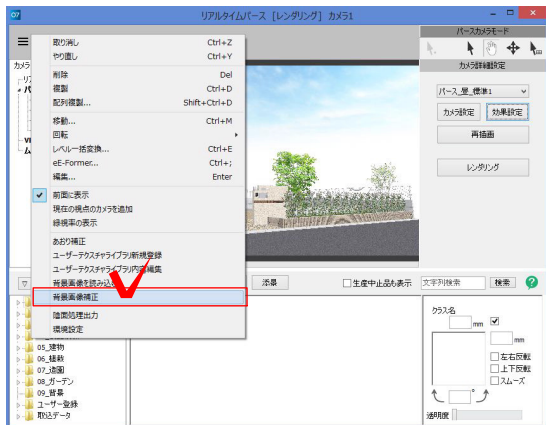 リアルタイムパース [レンダリング] カメラ1
パースカメラモード
カメラ詳細設定
パース_昼_標準1
カメラ設定
効果設定
再描画
レンダリング
カメラ
取り消し Ctrl+Z
やり直し Ctrl+Y
削除 Del
複製 Ctrl+D
配列複製... Shift+Ctrl+D
移動... Ctrl+M
回転
レベル一括変換... Ctrl+E
eE-Former... Ctrl+;
編集... Enter
前面に表示
現在の視点のカメラを追加
緑視率の表示
あおり補正
ユーザーテクスチャライブラリ新規登録
ユーザーテクスチャライブラリ内容編集
背景画像を読み込
背景画像補正
陰面処理出力
環境設定
添景
生産中止品も表示
文字列検索
検索
05_建物
06_植栽
07_造園
08_ガーデン
09_背景
ユーザー登録
取込データ
クラス名
mm
mm
左右反転
上下反転
スムーズ
°
透明度